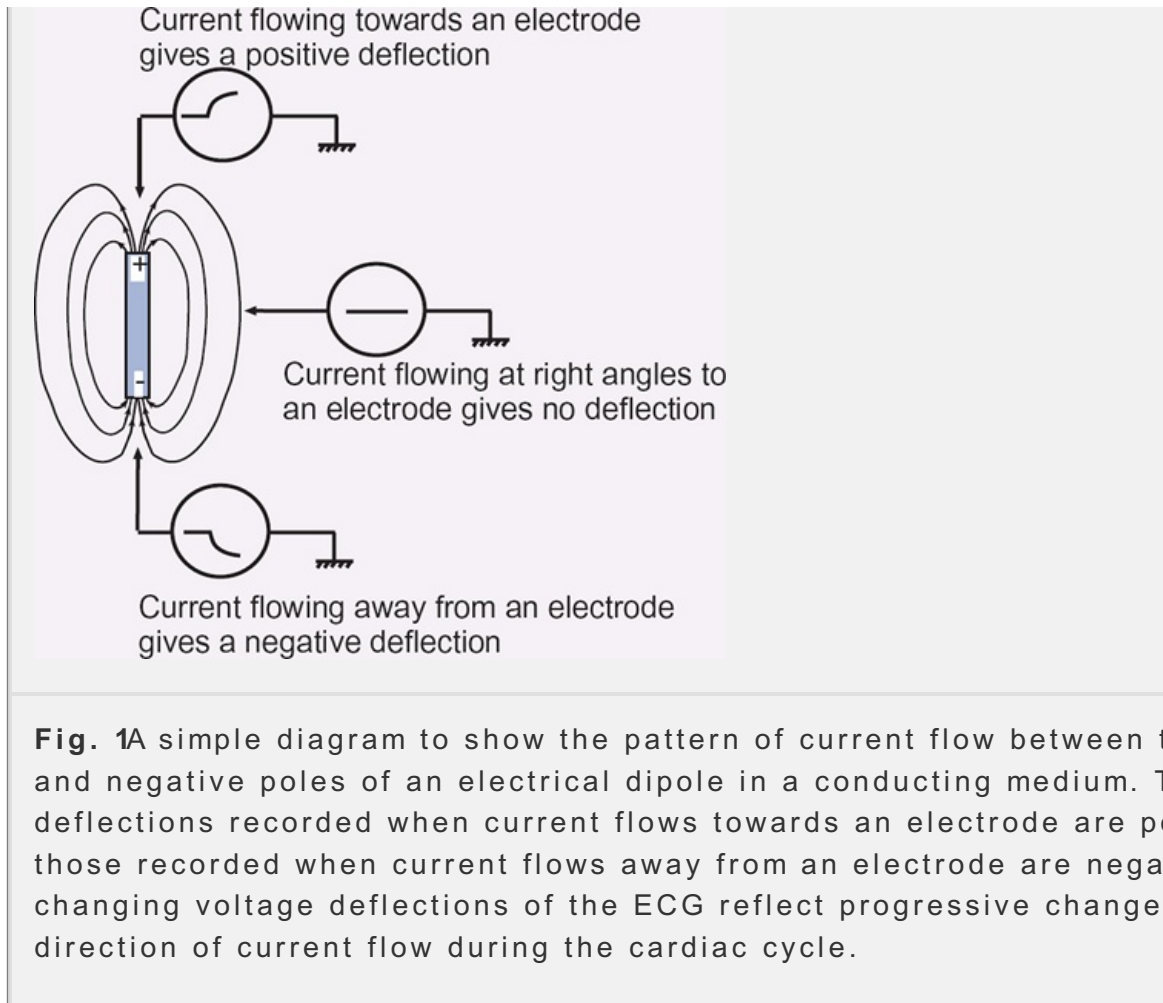 Current flowing towards an electrode
gives a positive deflection
+
Current flowing at right angles to
an electrode gives no deflection
-
Current flowing away from an electrode
gives a negative deflection
Fig. 1A simple diagram to show the pattern of current flow between
and negative poles of an electrical dipole in a conducting medium.
deflections recorded when current flows towards an electrode are
those recorded when current flows away from an electrode are
changing voltage deflections of the ECG reflect progressive
direction of current flow during the cardiac cycle.